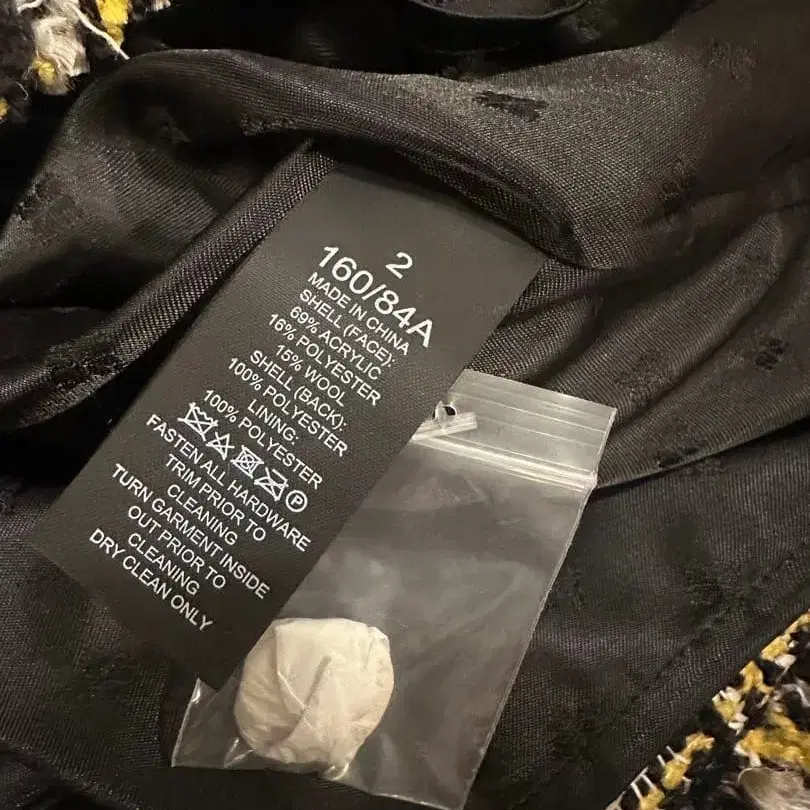 2
160/84A
MADE IN CHINA
SHELL (FACE):
69% ACRYLIC
16% POLYESTER
15% WOOL
SHELL (BACK):
100% POLYESTER
LINING:
100% POLYESTER
P
FASTEN ALL HARDWARE
TRIM PRIOR TO
CLEANING
TURN GARMENT INSIDE
OUT PRIOR TO
CLEANING
DRY CLEAN ONLY